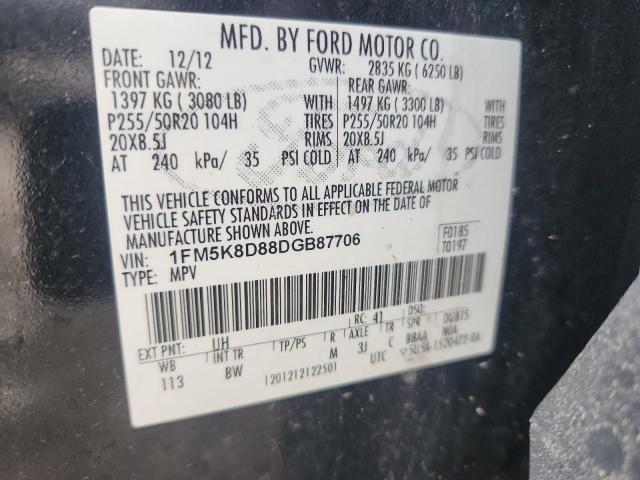 MFD. BY FORD MOTOR CO.
DATE: 12/12 GVWR: 2835 KG ( 6250 LB)
FRONT GAWR: REAR GAWR:
1397 KG ( 3080 LB) WITH 1497 KG ( 3300 LB) WITH
P255/50R20 104H TIRES P255/50R20 104H TIRES
20X8.5J RIMS 20X8.5J RIMS
AT 240 kPa/ 35 PSI COLD AT 240 kPa/ 35 PSI COLD
THIS VEHICLE CONFORMS TO ALL APPLICABLE FEDERAL MOTOR
VEHICLE SAFETY STANDARDS IN EFFECT ON THE DATE OF
MANUFACTURE SHOWN ABOVE.
VIN: 1FM5K8D88DGB87706 F0185
TYPE: MPV T0197
EXT PNT: UH RC: 41 DSO:
WB INT TR TP/PS R AXLE TR SPR DUB15
113 BW M 3J C BBAA NOA
1201212122501 UTC